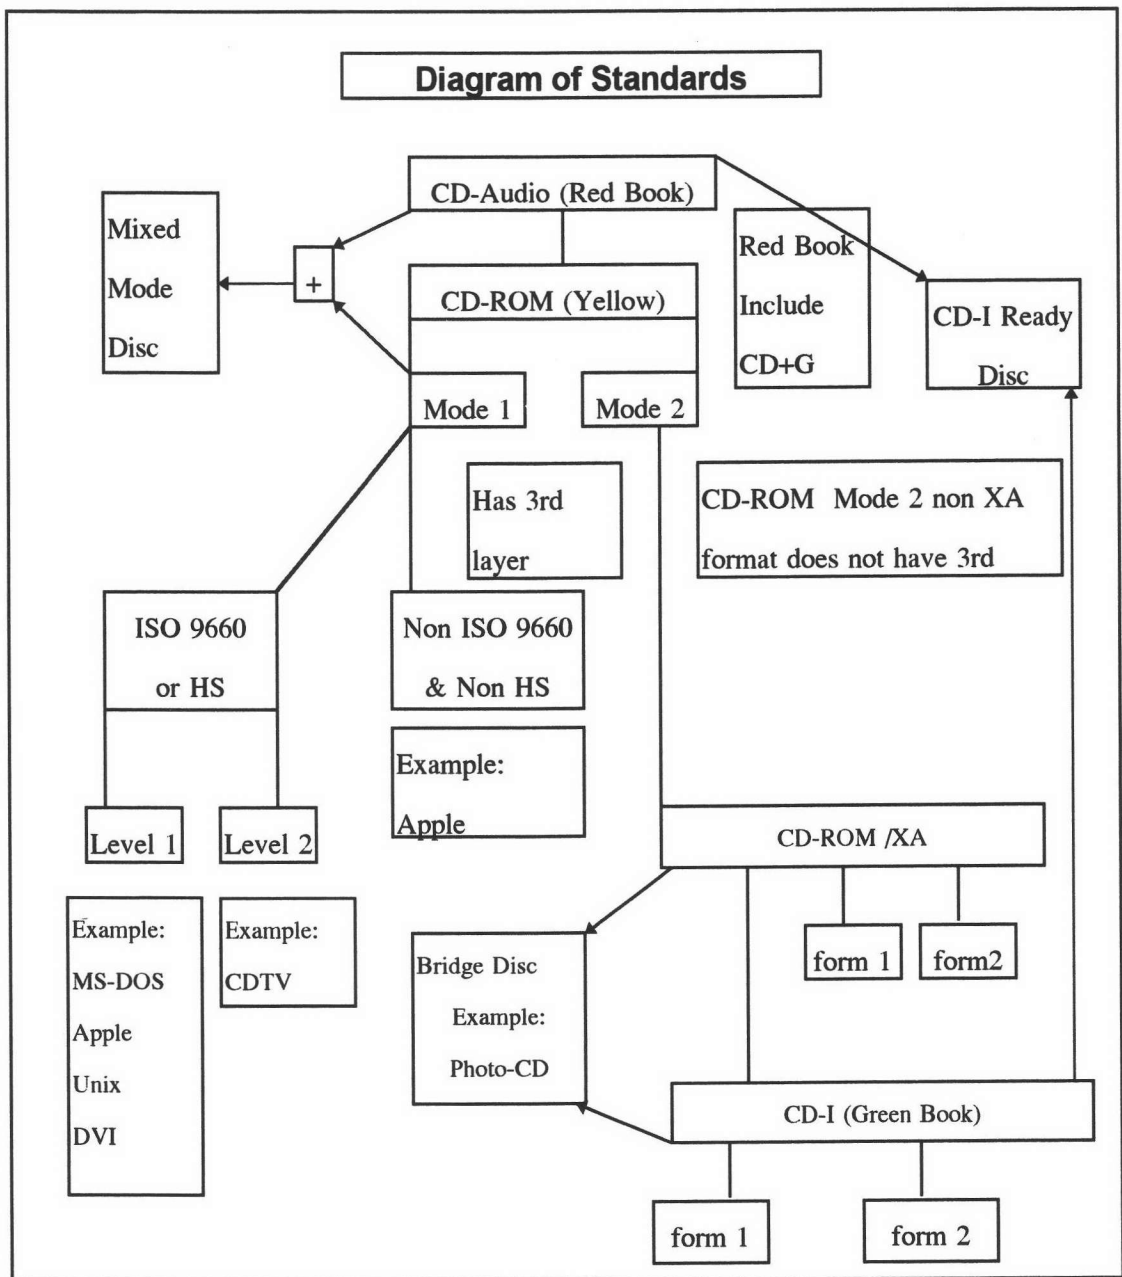 Diagram of Standards
CD-Audio (Red Book)
Mixed
Mode
Disc
+
CD-ROM (Yellow)
Red Book
Include
CD+G
CD-I Ready
Disc
Mode 1
Mode 2
Has 3rd
layer
CD-ROM Mode 2 non XA
format does not have 3rd
ISO 9660
or HS
Non ISO 9660
& Non HS
Example:
Apple
Level 1
Level 2
CD-ROM /XA
Example:
MS-DOS
Apple
Unix
DVI
Example:
CDTV
Bridge Disc
Example:
Photo-CD
form 1
form2
CD-I (Green Book)
form 1
form 2